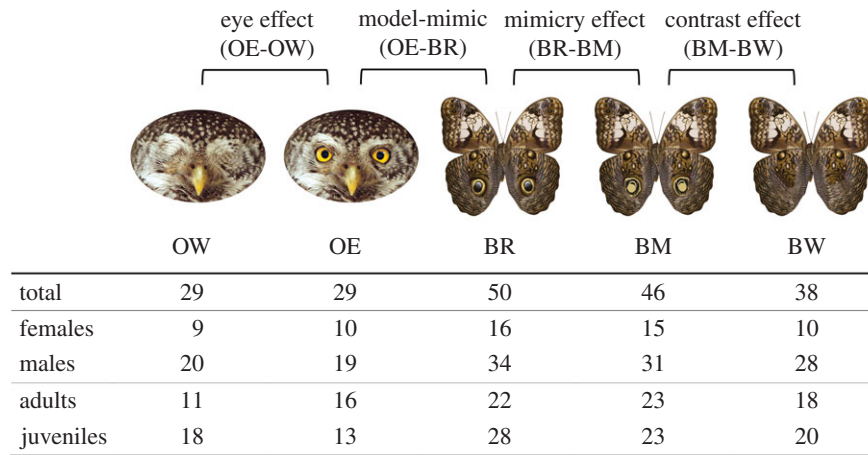 eye effect model-mimic mimicry effect contrast effect
(OE-OW) (OE-BR) (BR-BM) (BM-BW)
OW OE BR BM BW
total 29 29 50 46 38
females 9 10 16 15 10
males 20 19 34 31 28
adults 11 16 22 23 18
juveniles 18 13 28 23 20